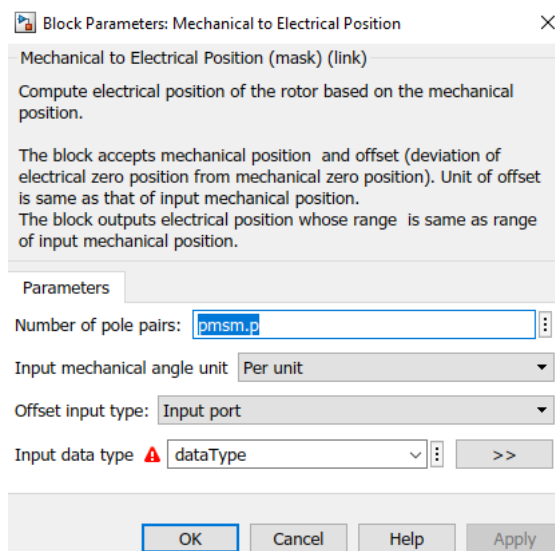 Block Parameters: Mechanical to Electrical Position
Mechanical to Electrical Position (mask) (link)
Compute electrical position of the rotor based on the mechanical
position.
The block accepts mechanical position  and offset (deviation of
electrical zero position from mechanical zero position). Unit of offset
is same as that of input mechanical position.
The block outputs electrical position whose range  is same as range
of input mechanical position.
Parameters
Number of pole pairs: pmsm.p
Input mechanical angle unit Per unit
Offset input type: Input port
Input data type dataType >>
OK Cancel Help Apply